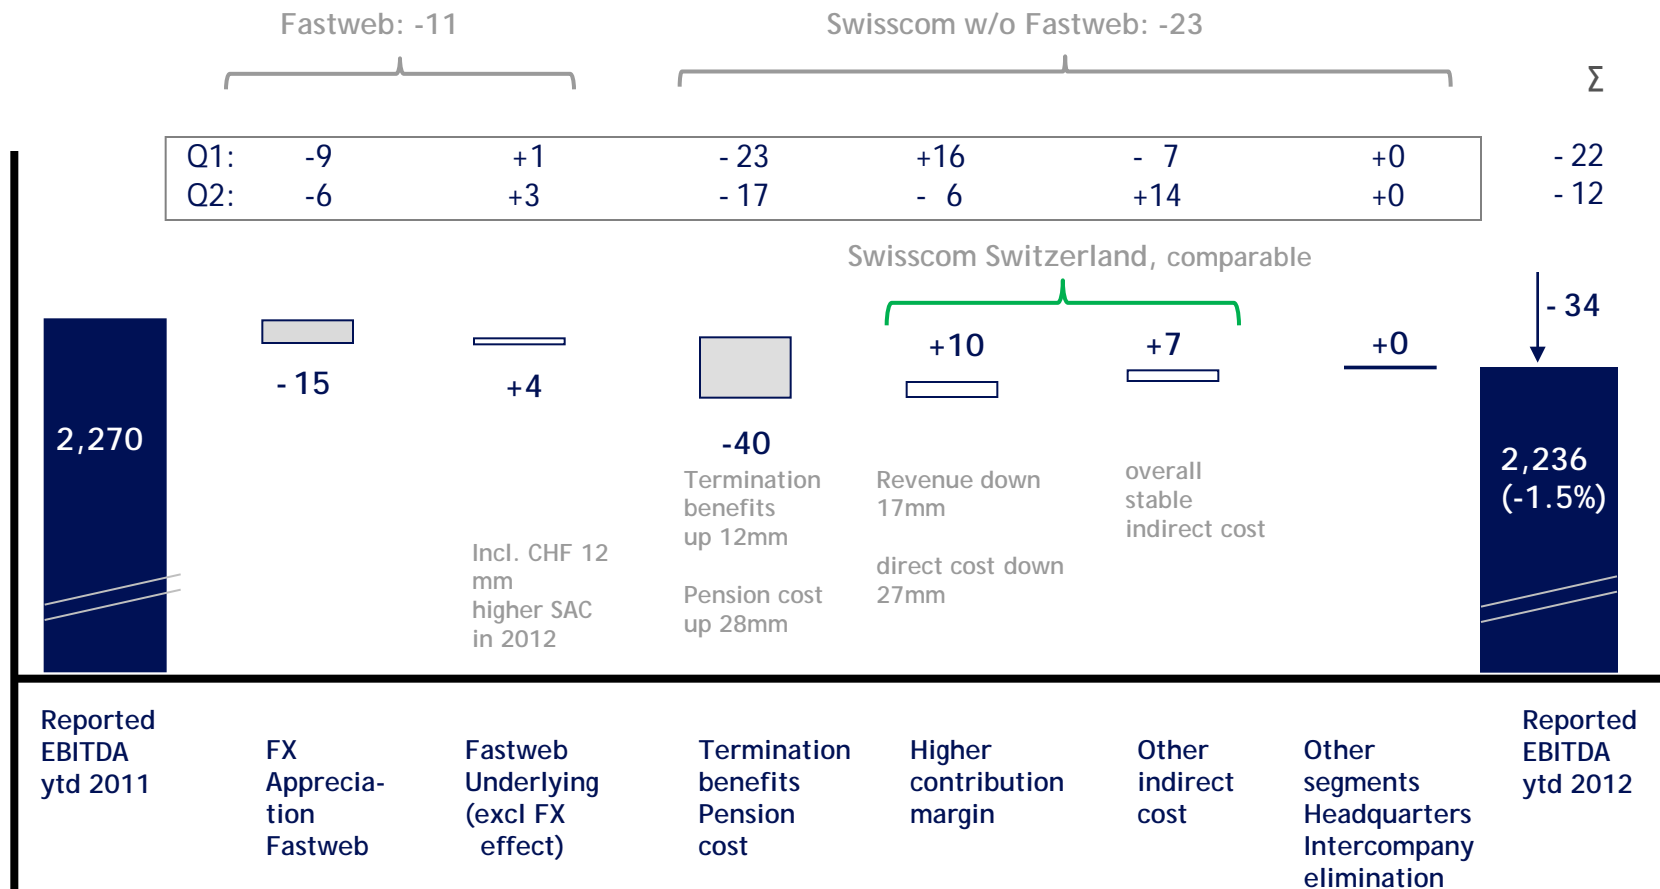 Fastweb: -11
Swisscom w/o Fastweb: -23
Σ
Q1: -9 +1 - 23 +16 - 7 +0 - 22
Q2: -6 +3 - 17 - 6 +14 +0 - 12
Swisscom Switzerland, comparable
- 34
- 15
+4
-40
+10
+7
+0
2,270
2,236
(-1.5%)
Incl. CHF 12
mm
higher SAC
in 2012
Termination
benefits
up 12mm
Pension cost
up 28mm
Revenue down
17mm
direct cost down
27mm
overall
stable
indirect cost
Reported
EBITDA
ytd 2011
FX
Apprecia-
tion
Fastweb
Fastweb
Underlying
(excl FX
effect)
Termination
benefits
Pension
cost
Higher
contribution
margin
Other
indirect
cost
Other
segments
Headquarters
Intercompany
elimination
Reported
EBITDA
ytd 2012